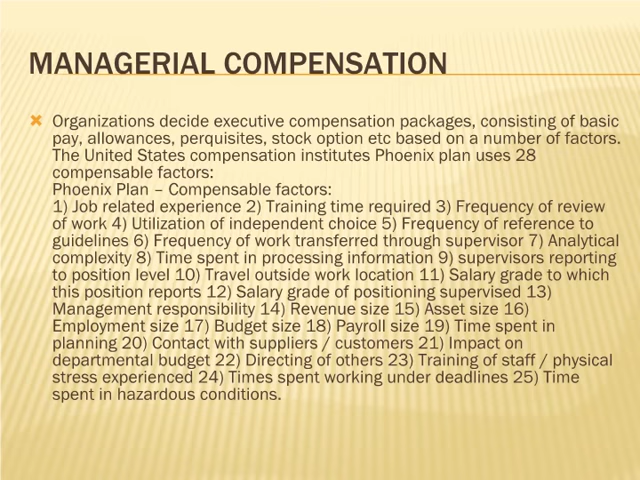 MANAGERIAL COMPENSATION
Organizations decide executive compensation packages, consisting of basic
pay, allowances, perquisites, stock option etc based on a number of factors.
The United States compensation institutes Phoenix plan uses 28
compensable factors:
Phoenix Plan – Compensable factors:
1) Job related experience 2) Training time required 3) Frequency of review
of work 4) Utilization of independent choice 5) Frequency of reference to
guidelines 6) Frequency of work transferred through supervisor 7) Analytical
complexity 8) Time spent in processing information 9) supervisors reporting
to position level 10) Travel outside work location 11) Salary grade to which
this position reports 12) Salary grade of positioning supervised 13)
Management responsibility 14) Revenue size 15) Asset size 16)
Employment size 17) Budget size 18) Payroll size 19) Time spent in
planning 20) Contact with suppliers / customers 21) Impact on
departmental budget 22) Directing of others 23) Training of staff / physical
stress experienced 24) Times spent working under deadlines 25) Time
spent in hazardous conditions.